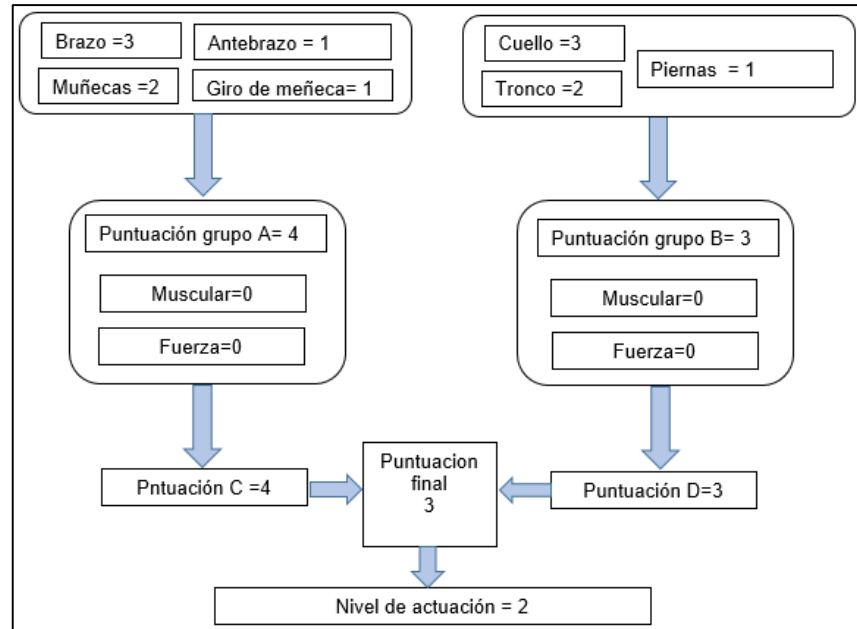 Brazo =3
Antebrazo = 1
Muñecas =2
Giro de meñeca= 1
Cuello =3
Piernas = 1
Tronco =2
Puntuación grupo A= 4
Muscular=0
Fuerza=0
Puntuación grupo B= 3
Muscular=0
Fuerza=0
Pntuación C =4
Puntuacion
final
3
Puntuación D=3
Nivel de actuación = 2